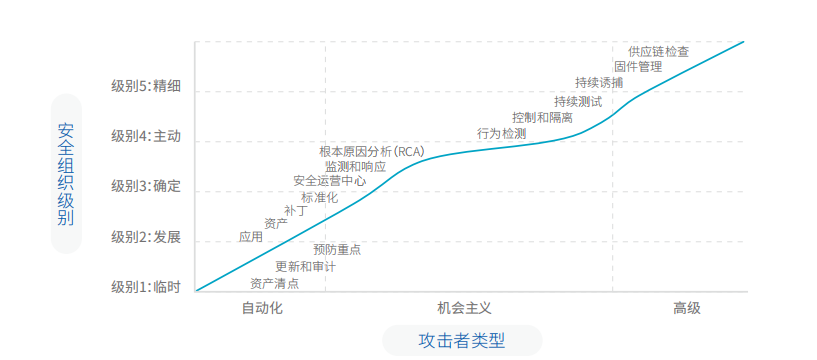 供应链检查
固件管理
级别5：精细
持续诱捕
持续测试
控制和隔离
级别4：主动
行为检测
根本原因分析（RCA）
监测和响应
级别3：确定
安全运营中心
标准化
补丁
资产
级别2：发展
应用
预防重点
更新和审计
级别1：临时
资产清点
安全组织级别
自动化
机会主义
高级
攻击者类型